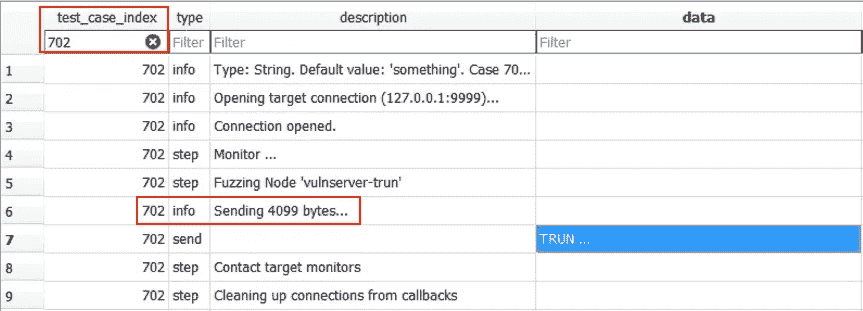 test_case_index type description data
702 Filter Filter Filter
1 702 info Type: String. Default value: 'something'. Case 70...
2 702 info Opening target connection (127.0.0.1:9999)...
3 702 info Connection opened.
4 702 step Monitor ...
5 702 step Fuzzing Node 'vulnserver-trun'
6 702 info Sending 4099 bytes...
7 702 send TRUN ...
8 702 step Contact target monitors
9 702 step Cleaning up connections from callbacks